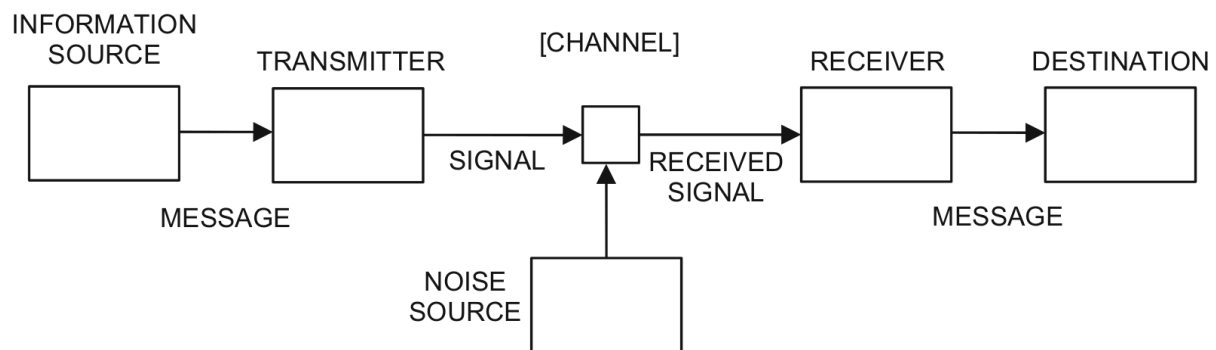 INFORMATION
SOURCE
TRANSMITTER
[CHANNEL]
RECEIVER
DESTINATION
SIGNAL
RECEIVED
SIGNAL
MESSAGE
MESSAGE
NOISE
SOURCE